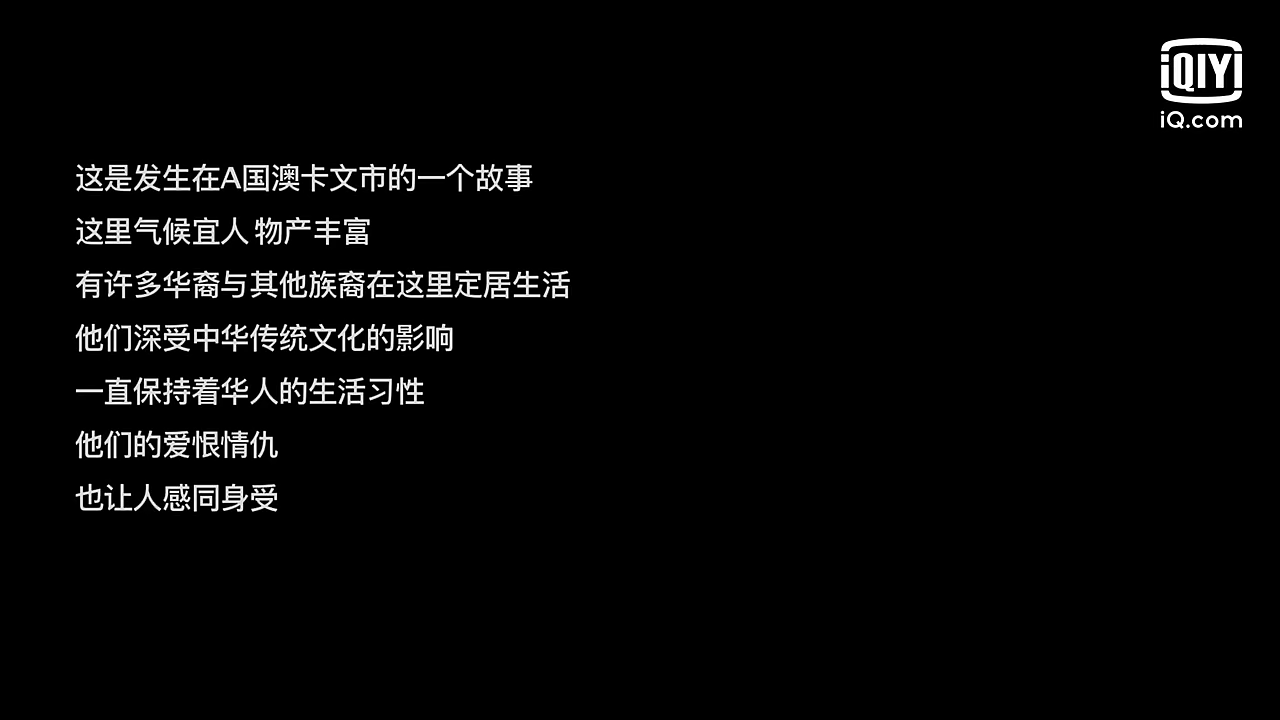 iQIYI
iQ.com
这是发生在A国澳卡文市的一个故事
这里气候宜人 物产丰富
有许多华裔与其他族裔在这里定居生活
他们深受中华传统文化的影响
一直保持着华人的生活习性
他们的爱恨情仇
也让人感同身受